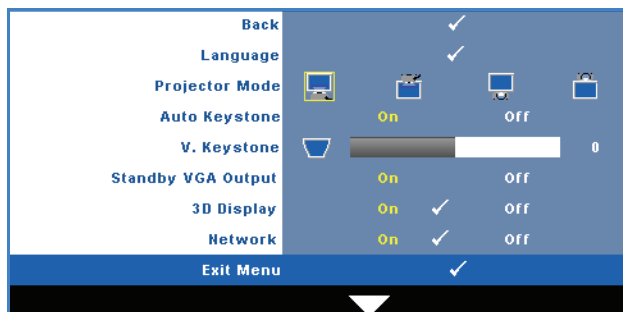 Back
Language
Projector Mode
Auto Keystone On Off
V. Keystone 0
Standby VGA Output On Off
3D Display On ✓ Off
Network On ✓ Off
Exit Menu